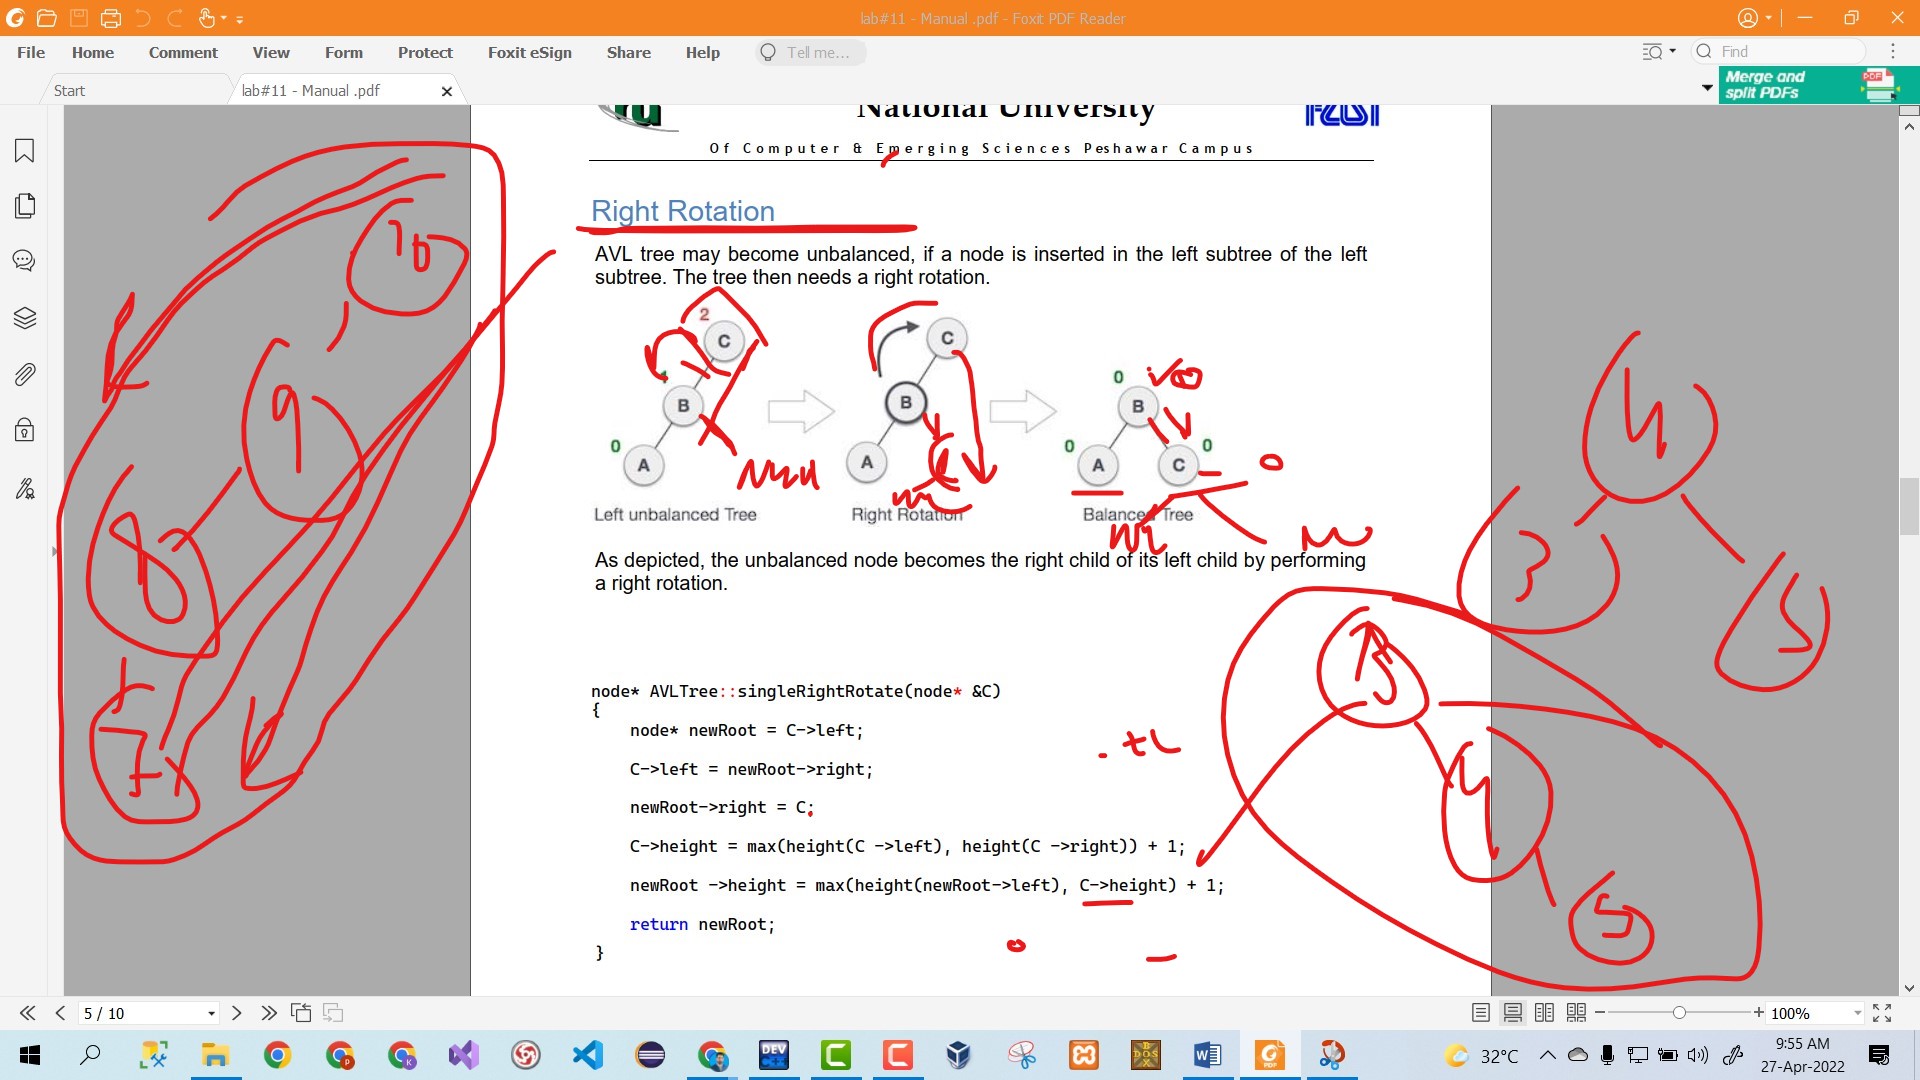 lab#11 - Manual .pdf - Foxit PDF Reader
File Home Comment View Form Protect Foxit eSign Share Help Tell me... Find
Start lab#11 - Manual .pdf
Merge and
split PDFs
PDF
National University
Of Computer & Emerging Sciences Peshawar Campus
Right Rotation
AVL tree may become unbalanced, if a node is inserted in the left subtree of the left
subtree. The tree then needs a right rotation.
2
C
B
0
A
Left unbalanced Tree
C
B
A
Right Rotation
0
B
0
A
C
0
Balanced Tree
As depicted, the unbalanced node becomes the right child of its left child by performing
a right rotation.
node* AVLTree::singleRightRotate(node* &C)
{
node* newRoot = C->left;
C->left = newRoot->right;
newRoot->right = C;
C->height = max(height(C ->left), height(C ->right)) + 1;
newRoot ->height = max(height(newRoot->left), C->height) + 1;
return newRoot;
}
10
9
8
7
4
3
5
3
4
5
5 / 10
100%
DEV
DOS
PDF
32°C
9:55 AM
27-Apr-2022